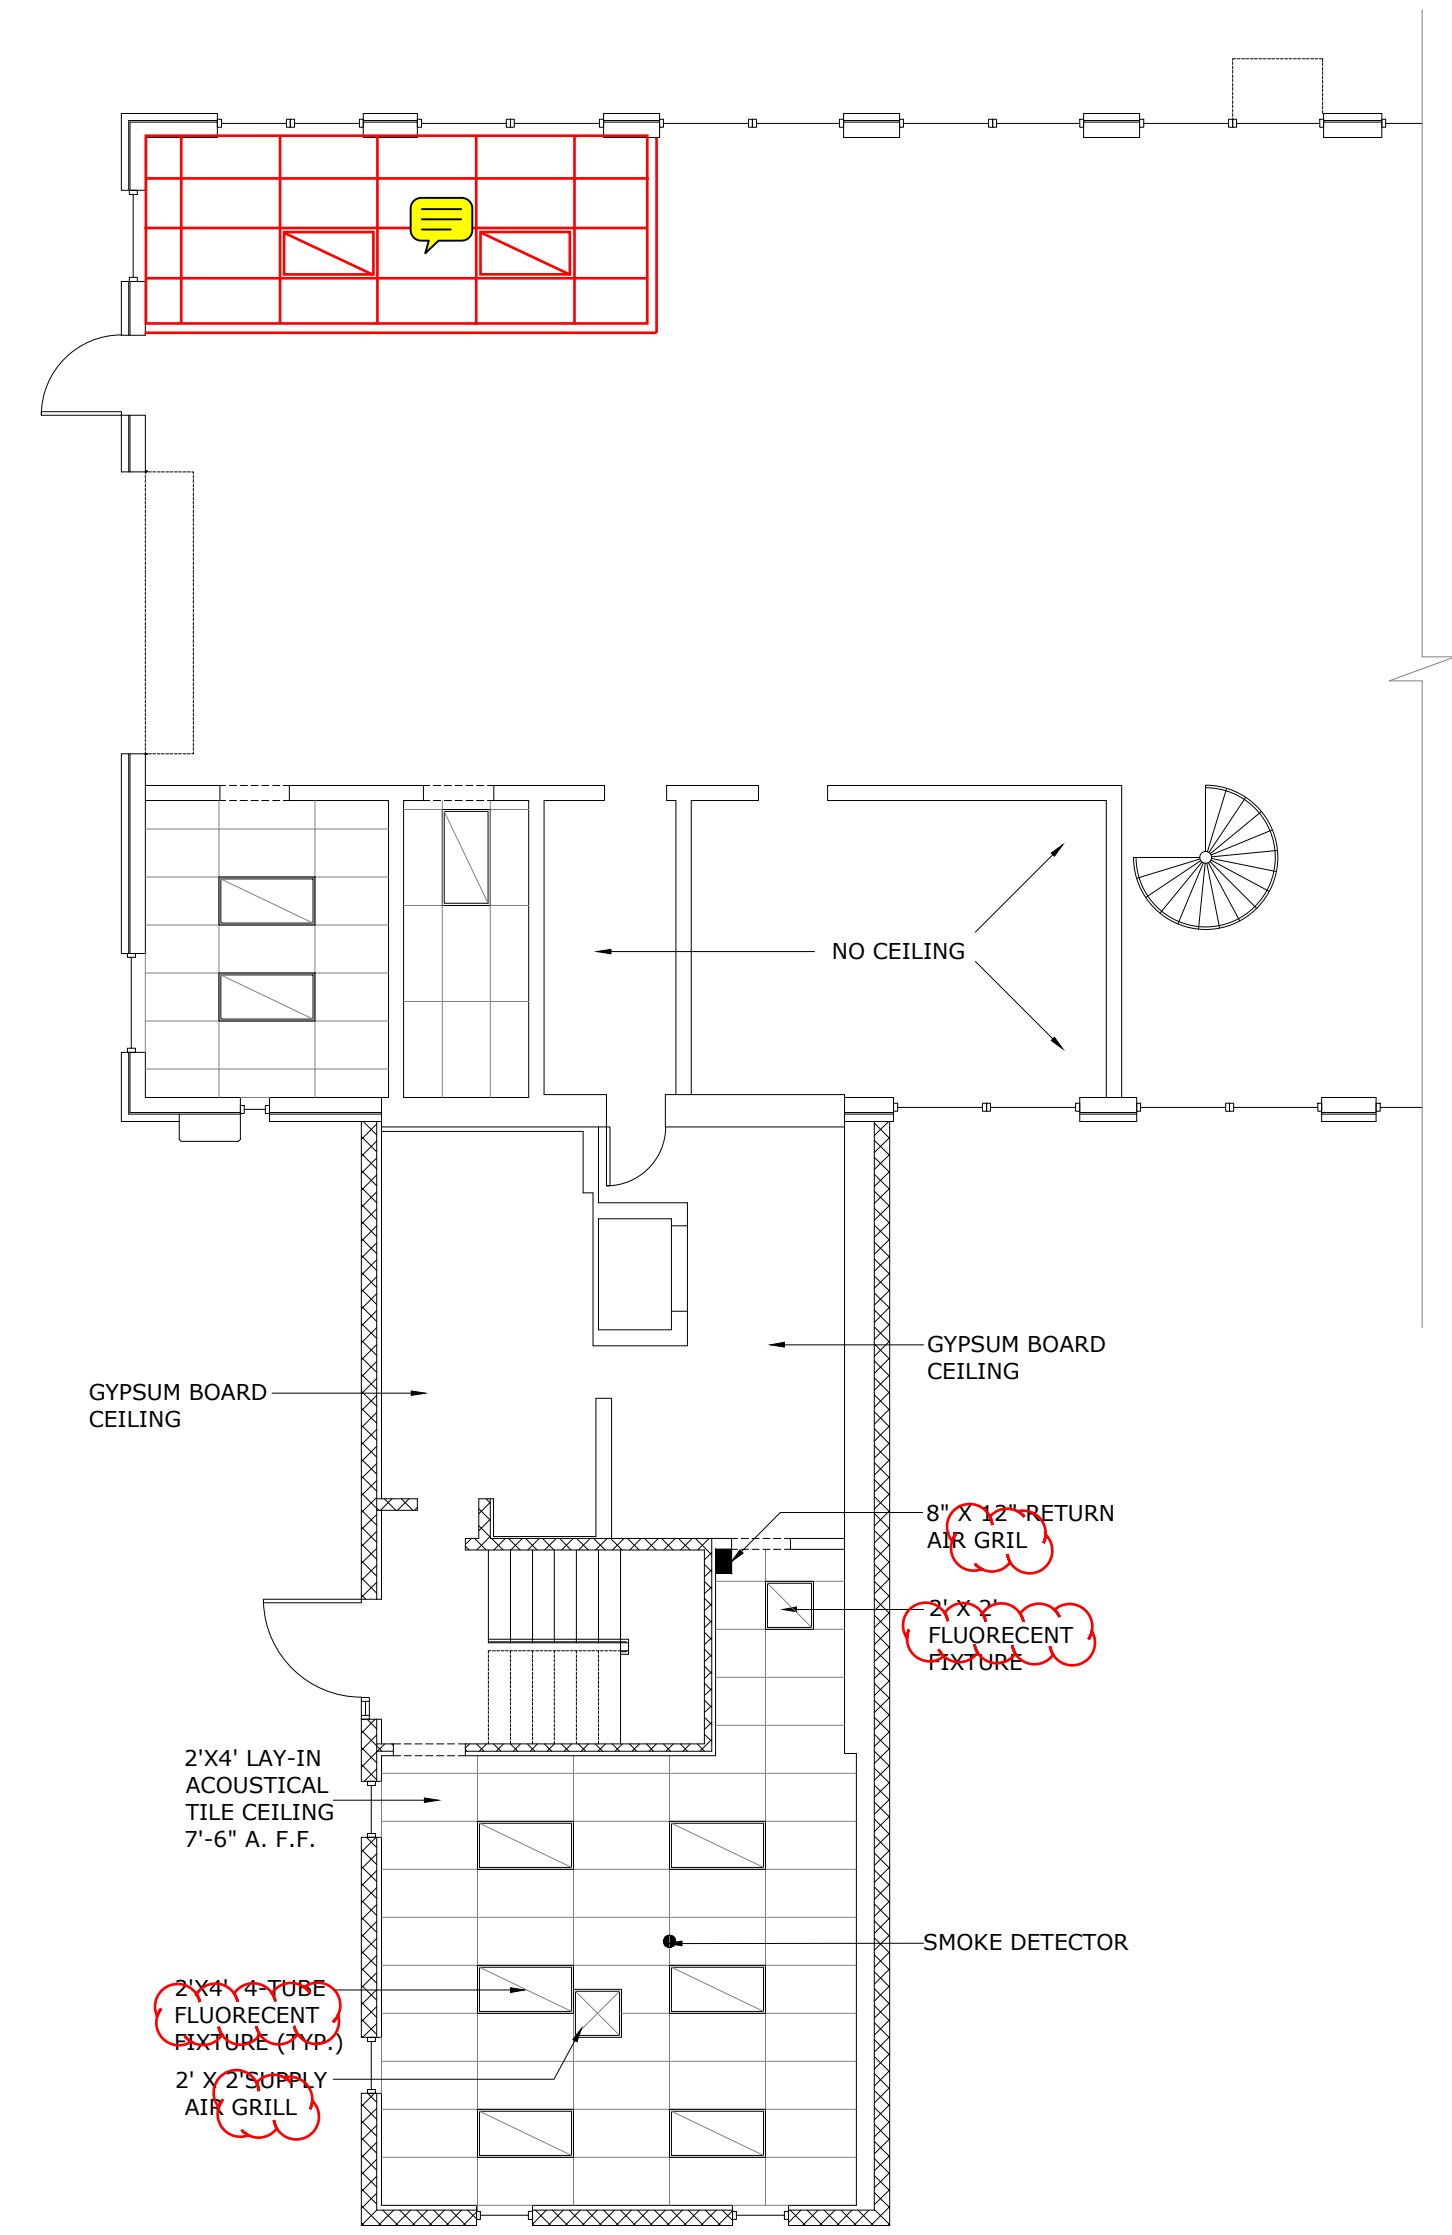 NO CEILING
GYPSUM BOARD
CEILING
GYPSUM BOARD
CEILING
8" X 12" RETURN
AIR GRIL
2' X 2'
FLUORECENT
FIXTURE
2'X4' LAY-IN
ACOUSTICAL
TILE CEILING
7'-6" A. F.F.
SMOKE DETECTOR
2'X4' 4-TUBE
FLUORECENT
FIXTURE (TYP.)
2' X 2'SUPPLY
AIR GRILL